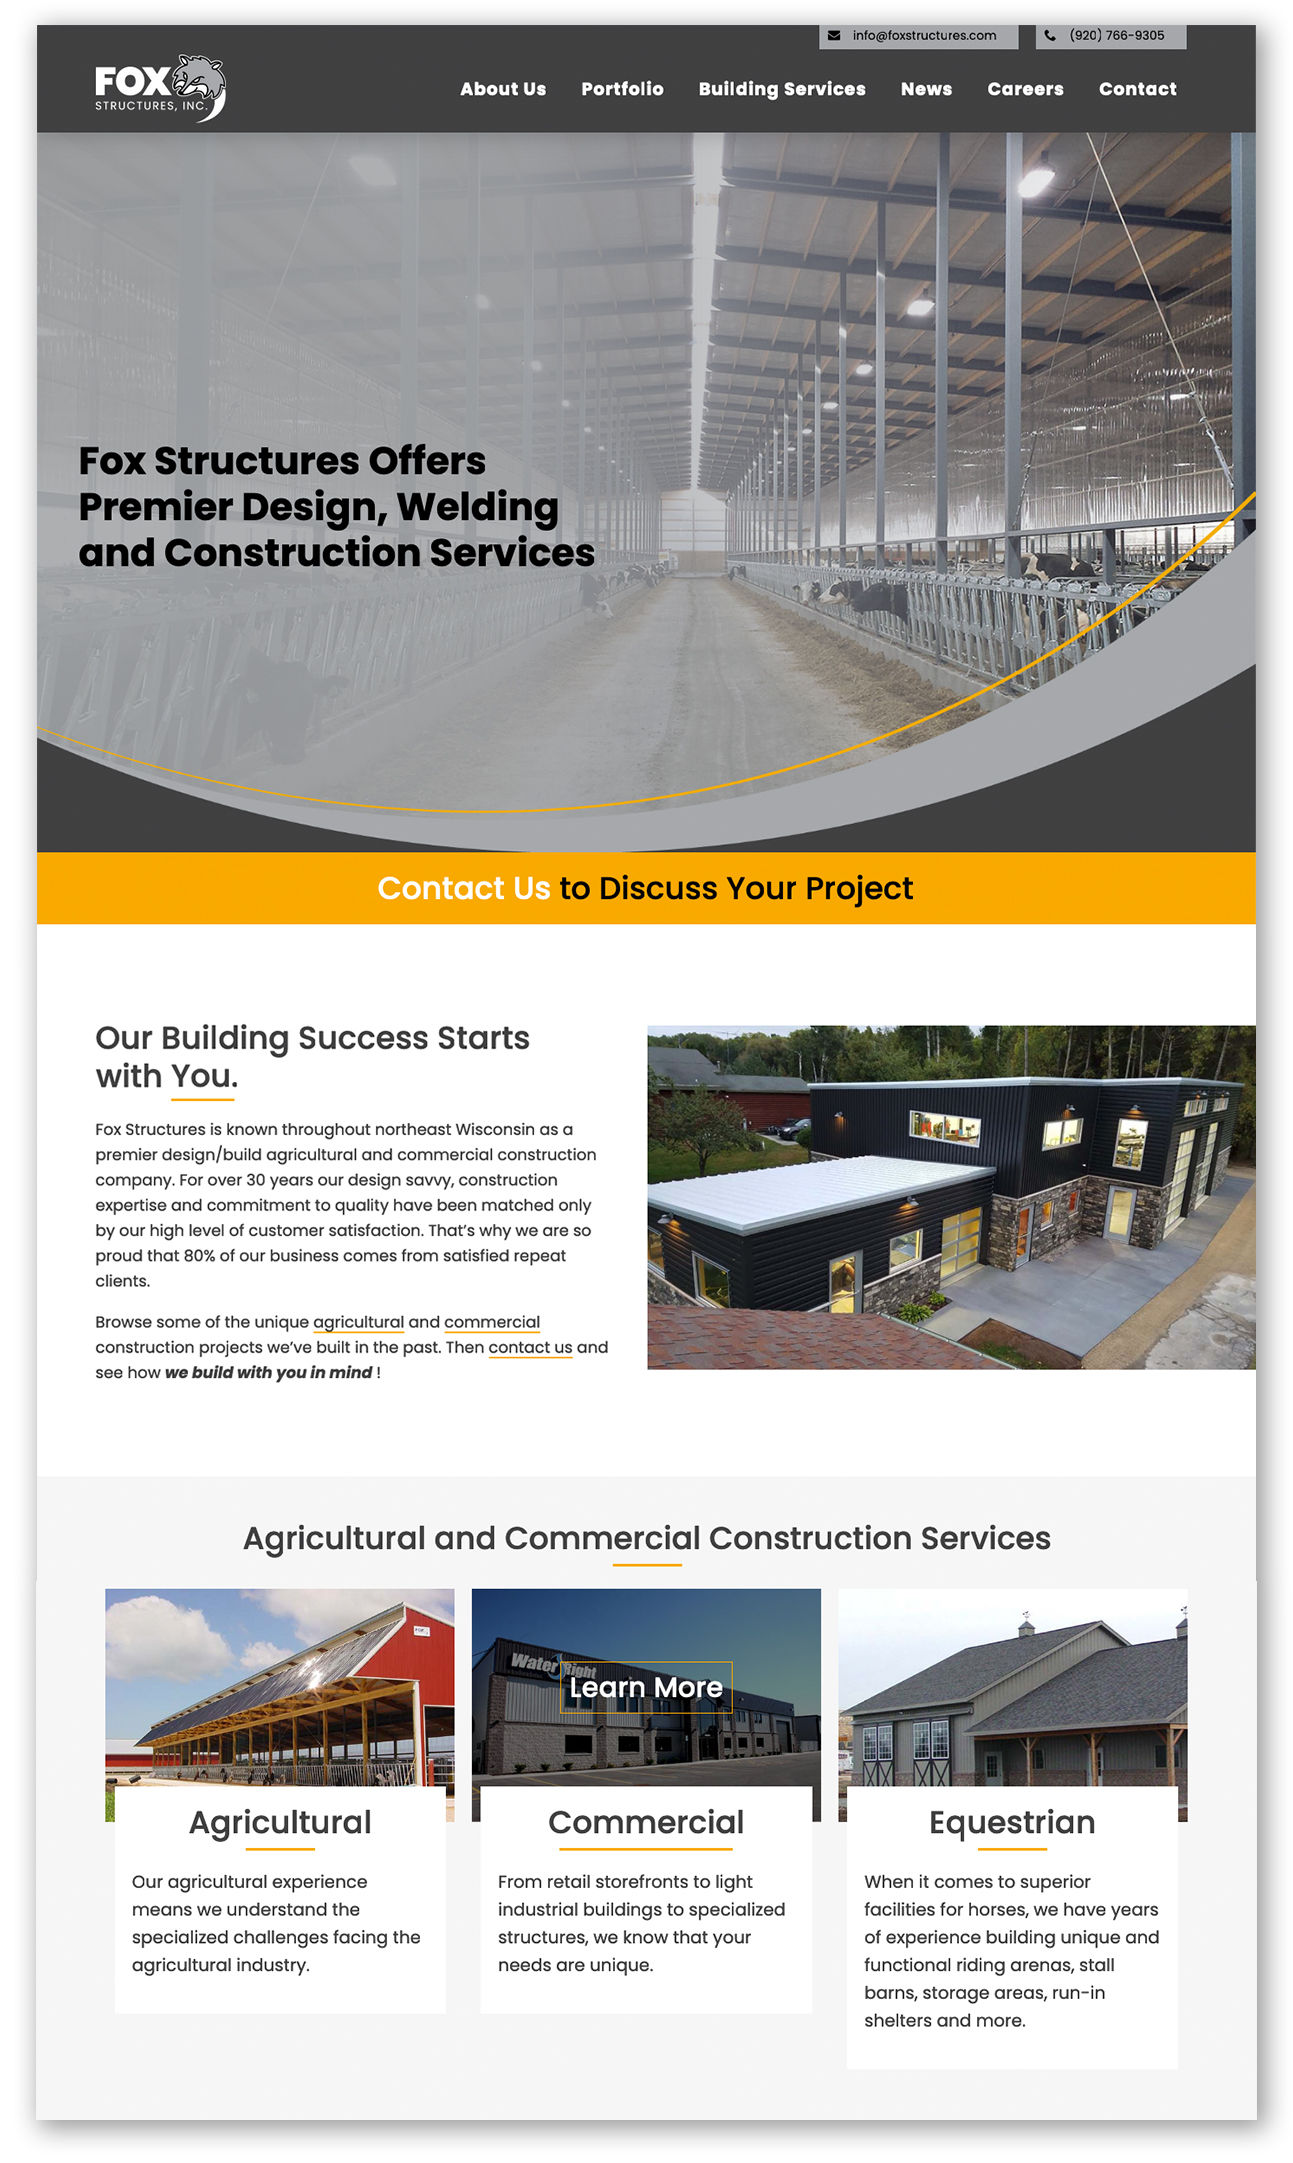 info@foxstructures.com
(920) 766-9305
FOX
STRUCTURES, INC.
About Us
Portfolio
Building Services
News
Careers
Contact
Fox Structures Offers
Premier Design, Welding
and Construction Services
Contact Us to Discuss Your Project
Our Building Success Starts
with You.
Fox Structures is known throughout northeast Wisconsin as a
premier design/build agricultural and commercial construction
company. For over 30 years our design savvy, construction
expertise and commitment to quality have been matched only
by our high level of customer satisfaction. That’s why we are so
proud that 80% of our business comes from satisfied repeat
clients.
Browse some of the unique agricultural and commercial
construction projects we’ve built in the past. Then contact us and
see how we build with you in mind !
Agricultural and Commercial Construction Services
Water Right
Learn More
Agricultural
Our agricultural experience
means we understand the
specialized challenges facing the
agricultural industry.
Commercial
From retail storefronts to light
industrial buildings to specialized
structures, we know that your
needs are unique.
Equestrian
When it comes to superior
facilities for horses, we have years
of experience building unique and
functional riding arenas, stall
barns, storage areas, run-in
shelters and more.